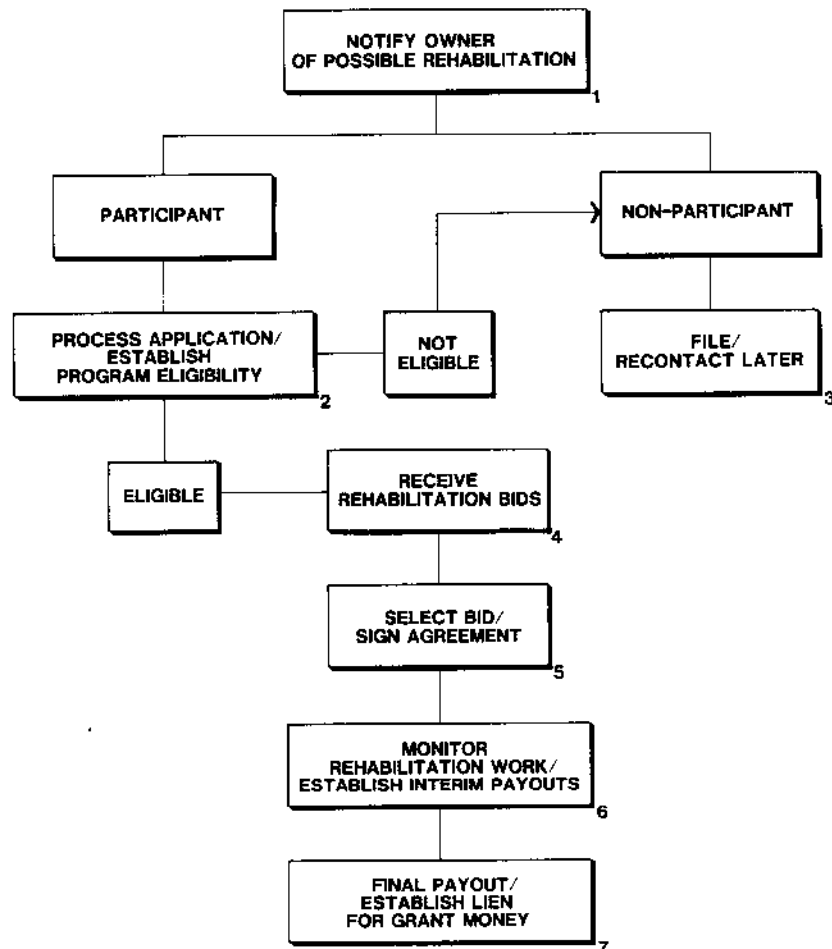 NOTIFY OWNER
OF POSSIBLE REHABILITATION
1
PARTICIPANT
NON-PARTICIPANT
PROCESS APPLICATION/
ESTABLISH
PROGRAM ELIGIBILITY
2
NOT
ELIGIBLE
FILE/
RECONTACT LATER
3
ELIGIBLE
RECEIVE
REHABILITATION BIDS
4
SELECT BID/
SIGN AGREEMENT
5
MONITOR
REHABILITATION WORK/
ESTABLISH INTERIM PAYOUTS
6
FINAL PAYOUT/
ESTABLISH LIEN
FOR GRANT MONEY
7